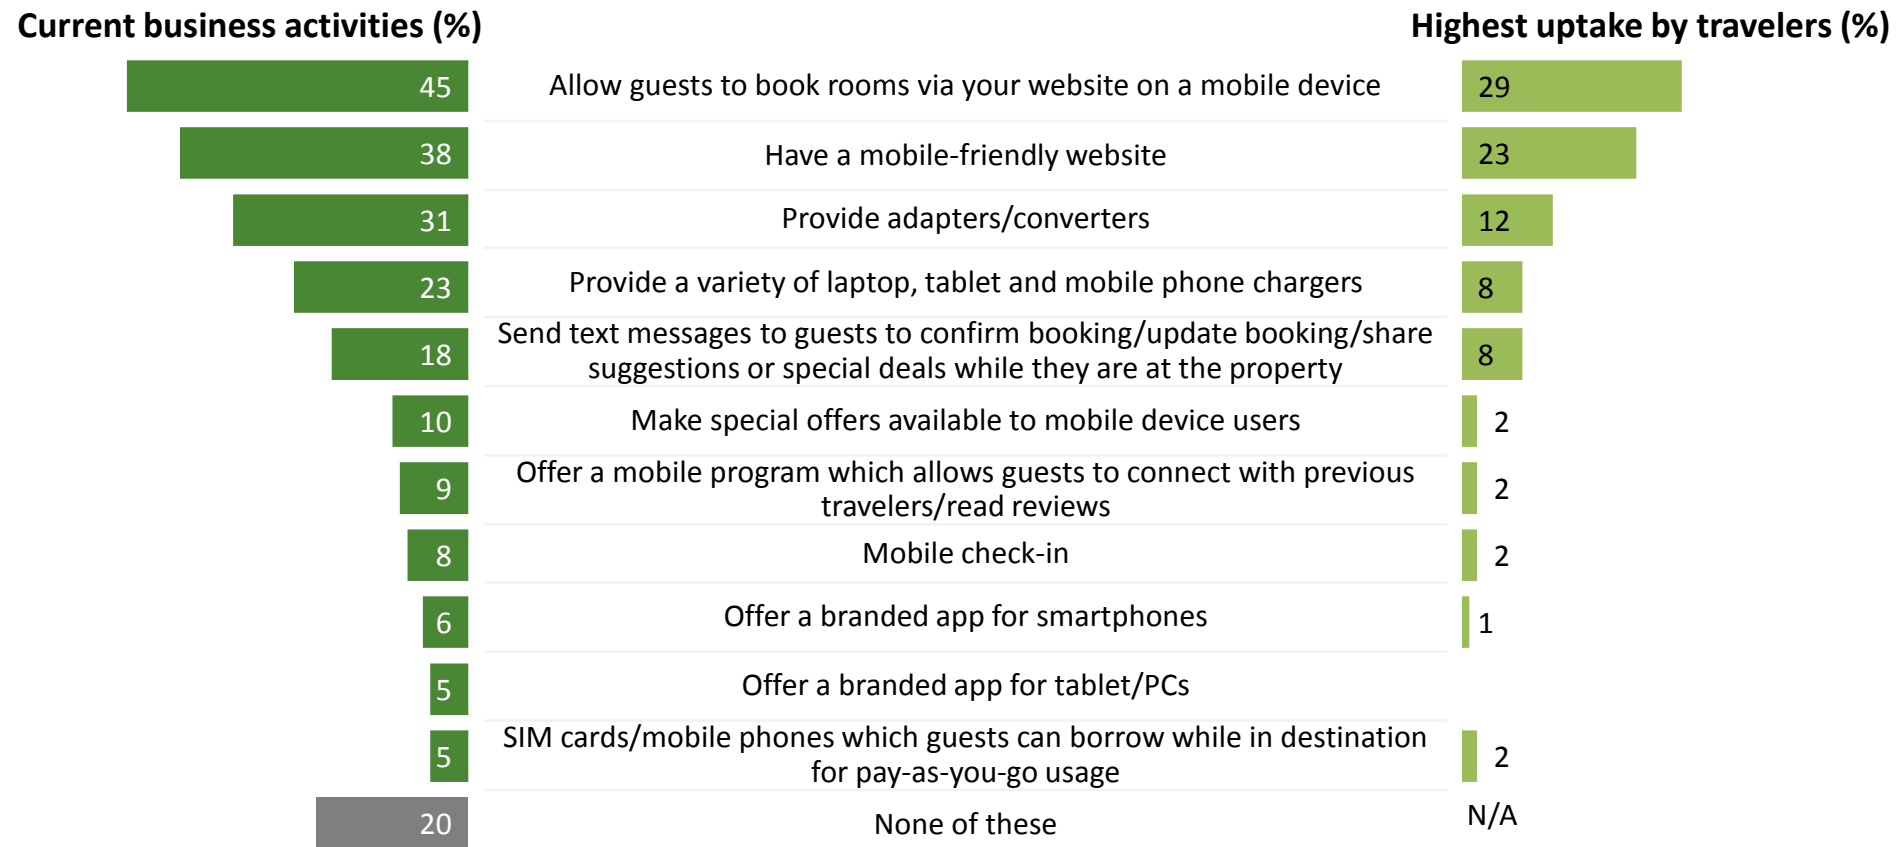 Current business activities (%)
Highest uptake by travelers (%)
45 Allow guests to book rooms via your website on a mobile device 29
38 Have a mobile-friendly website 23
31 Provide adapters/converters 12
23 Provide a variety of laptop, tablet and mobile phone chargers 8
Send text messages to guests to confirm booking/update booking/share
18 suggestions or special deals while they are at the property 8
10 Make special offers available to mobile device users 2
Offer a mobile program which allows guests to connect with previous
9 travelers/read reviews 2
8 Mobile check-in 2
6 Offer a branded app for smartphones 1
5 Offer a branded app for tablet/PCs
SIM cards/mobile phones which guests can borrow while in destination
5 for pay-as-you-go usage 2
20 None of these N/A